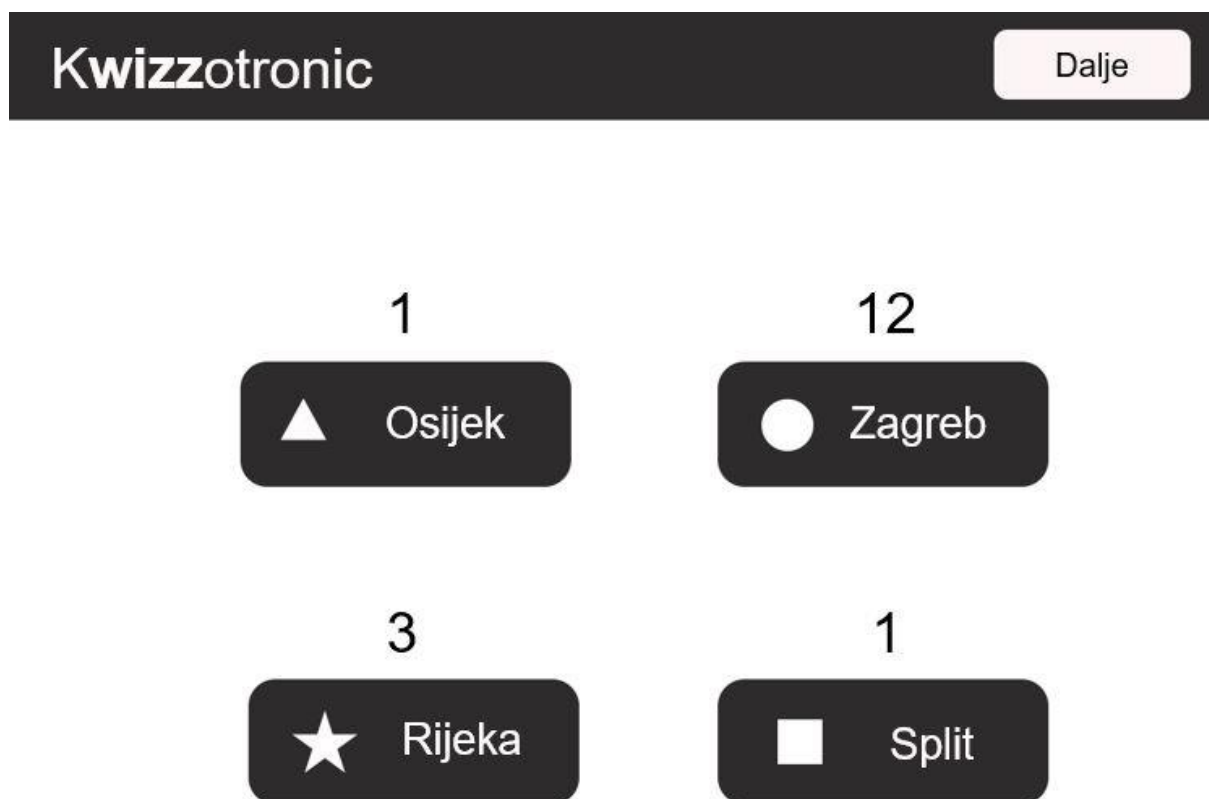 Kwizzotronic
Dalje
1
12
Osijek
Zagreb
3
1
Rijeka
Split